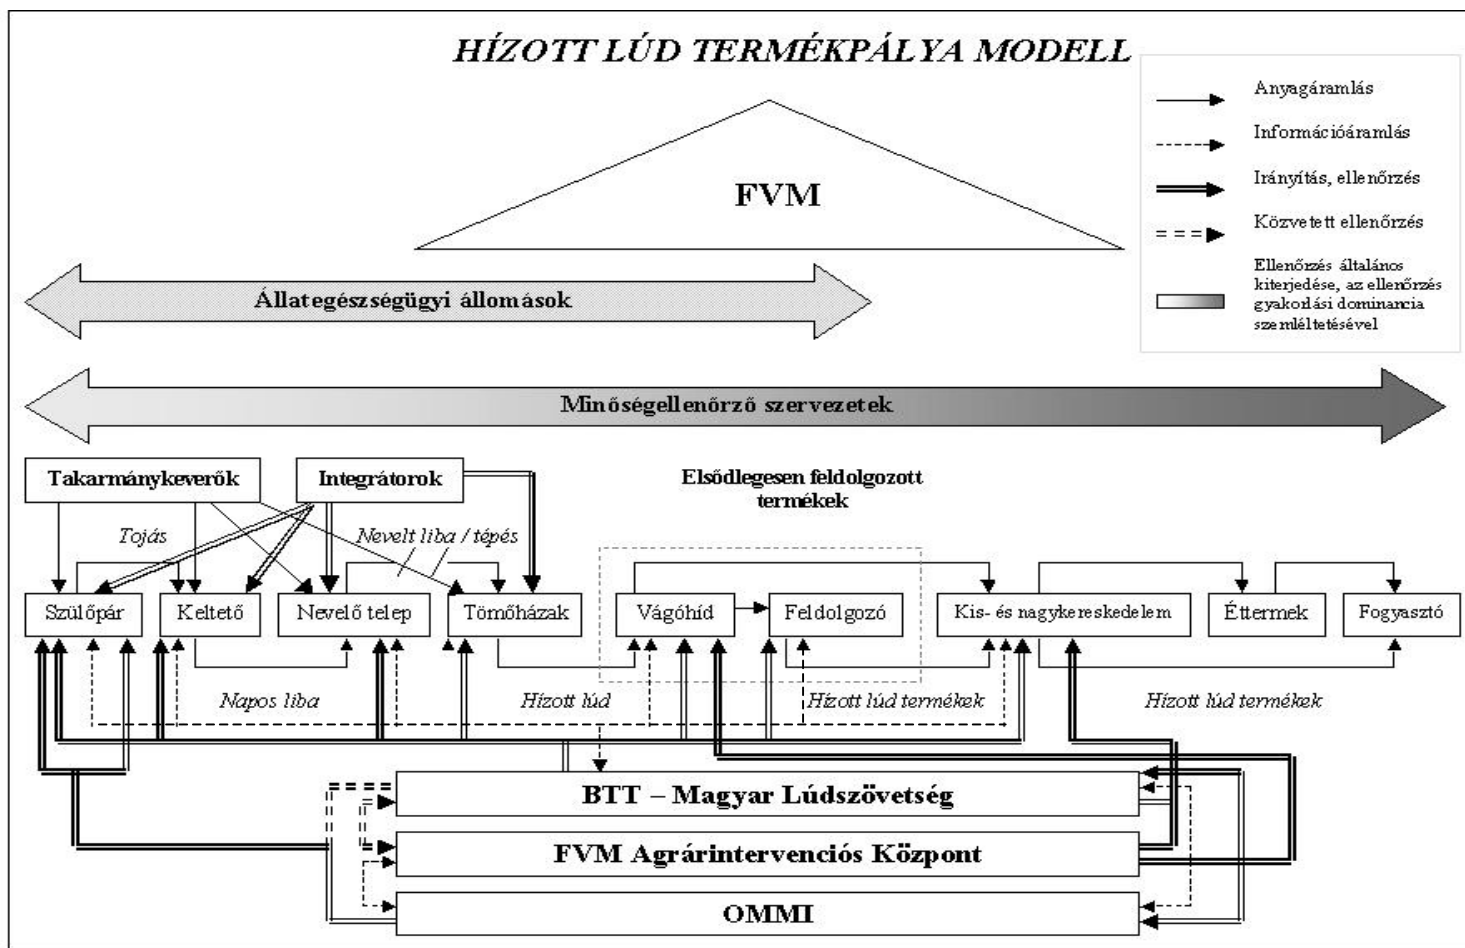 HÍZOTT LÚD TERMÉKPÁLYA MODELL
Anyagáramlás
Információáramlás
Irányítás, ellenőrzés
Közvetett ellenőrzés
Ellenőrzés általános
kiterjedése, az ellenőrzés
gyakorlási dominancia
szemléltetésével
FVM
Állategészségügyi állomások
Minőségellenőrző szervezetek
Takarmánykeverők
Integrátorok
Elsődlegesen feldolgozott
termékek
Tojás
Nevelt liba / tépés
Szülőpár
Keltető
Nevelő telep
Tömőházak
Vágóhíd
Feldolgozó
Kis- és nagykereskedelem
Éttermek
Fogyasztó
Napos liba
Hízott lúd
Hízott lúd termékek
Hízott lúd termékek
BTT – Magyar Lúdszövetség
FVM Agrárintervenciós Központ
OMMI